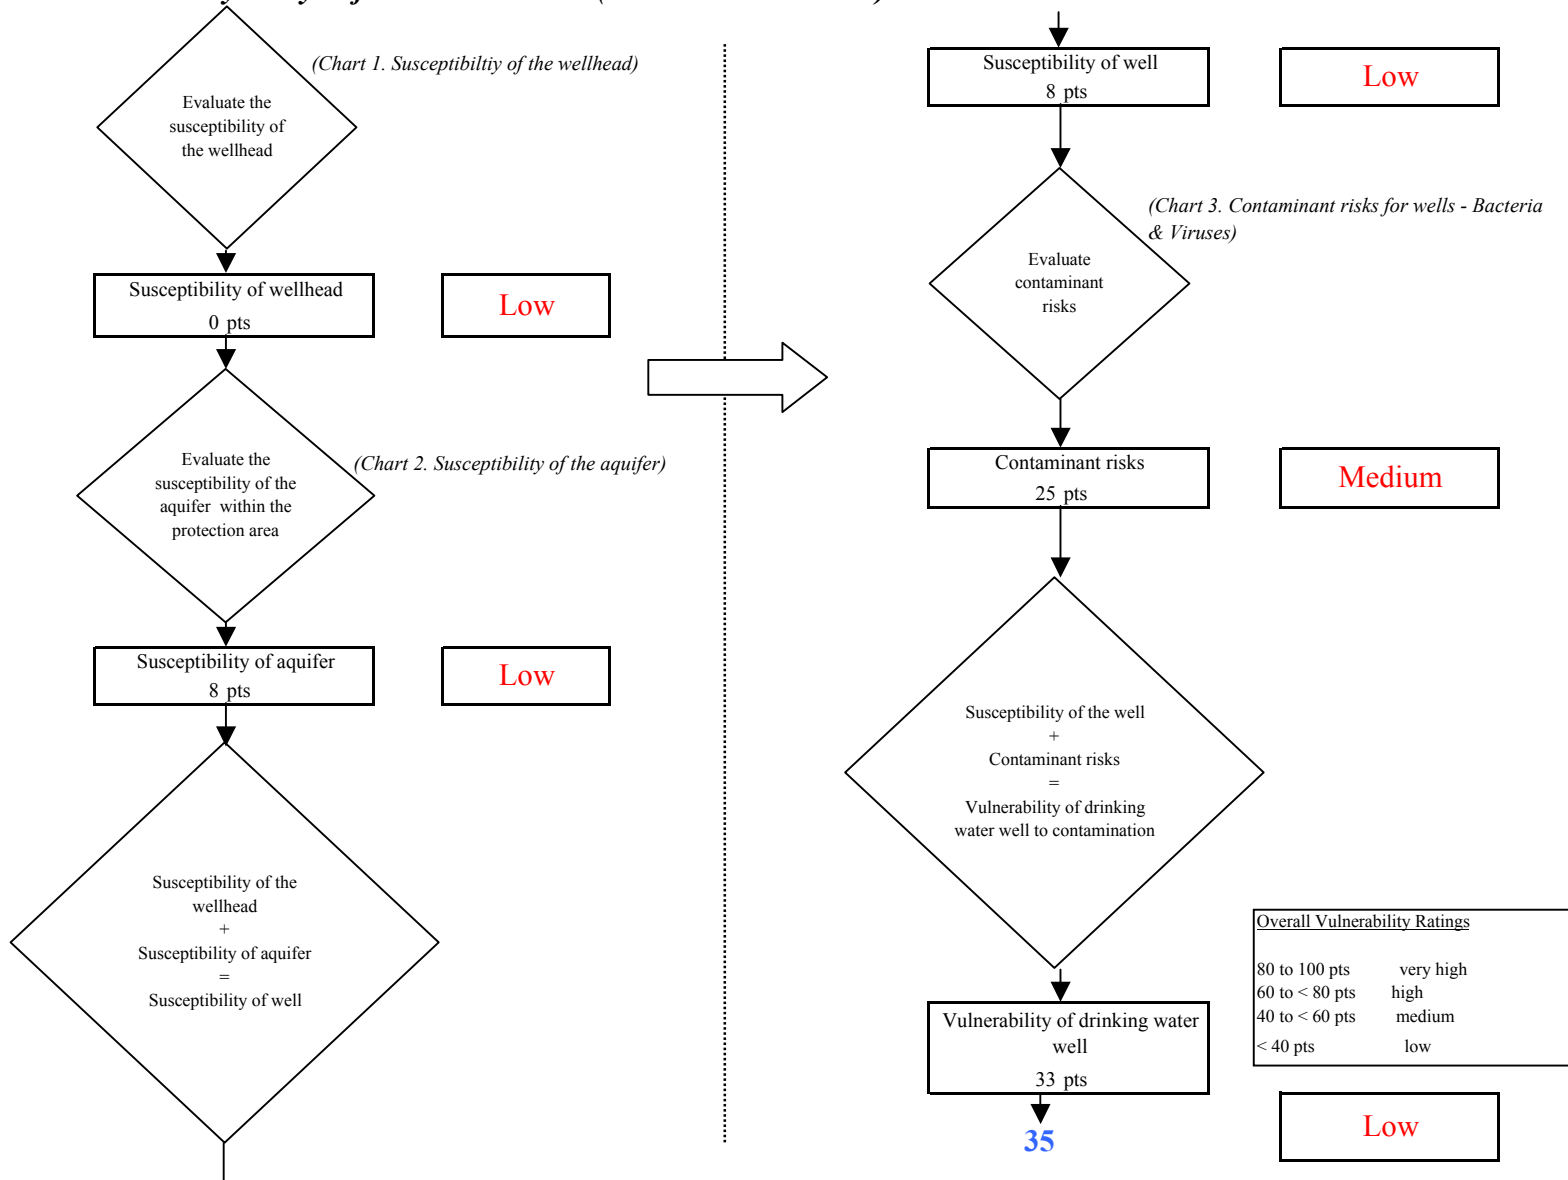 (Chart 1. Susceptibiltiy of the wellhead)
Evaluate the
susceptibility of
the wellhead
Susceptibility of wellhead
0 pts
Low
Evaluate the
susceptibility of the
aquifer within the
protection area
(Chart 2. Susceptibility of the aquifer)
Susceptibility of aquifer
8 pts
Low
Susceptibility of the
wellhead
+
Susceptibility of aquifer
=
Susceptibility of well
Susceptibility of well
8 pts
Low
(Chart 3. Contaminant risks for wells - Bacteria
& Viruses)
Evaluate
contaminant
risks
Contaminant risks
25 pts
Medium
Susceptibility of the well
+
Contaminant risks
=
Vulnerability of drinking
water well to contamination
Overall Vulnerability Ratings
80 to 100 pts very high
60 to < 80 pts high
40 to < 60 pts medium
< 40 pts low
Vulnerability of drinking water
well
33 pts
35
Low